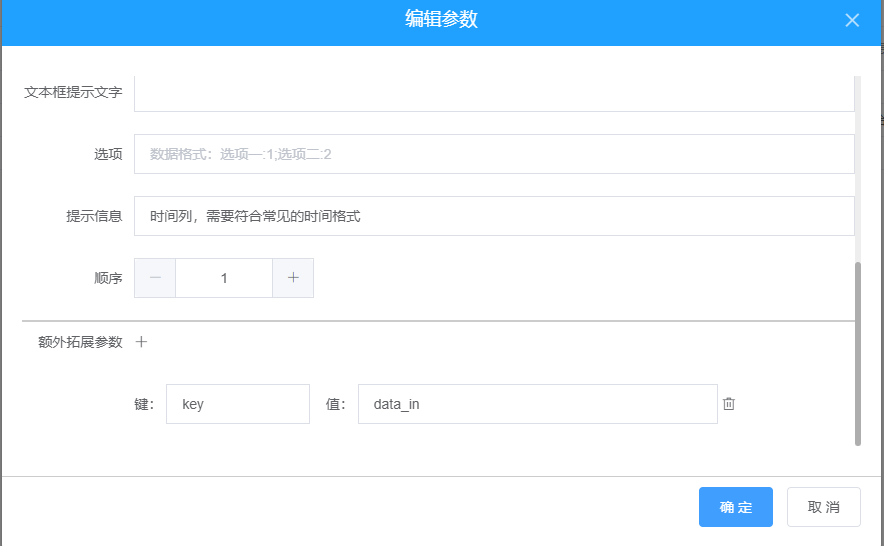 编辑参数
文本框提示文字
选项 数据格式：选项一:1;选项二:2
提示信息 时间列，需要符合常见的时间格式
顺序 1
额外拓展参数
键： key 值： data_in
确定 取消